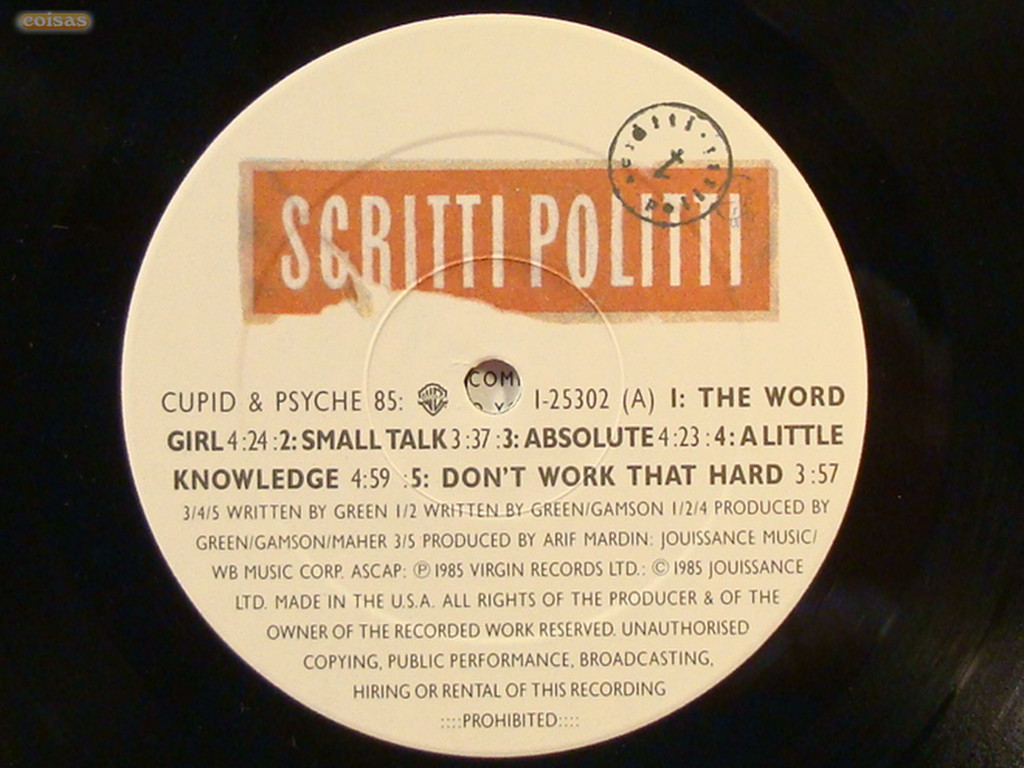 coisas
scritti politti
SCRITTI POLITTI
COM
CUPID & PSYCHE 85: 1-25302 (A) 1: THE WORD
GIRL 4:24 :2: SMALL TALK 3:37 :3: ABSOLUTE 4:23 : 4: A LITTLE
KNOWLEDGE 4:59 :5: DON'T WORK THAT HARD 3:57
3/4/5 WRITTEN BY GREEN 1/2 WRITTEN BY GREEN/GAMSON 1/2/4 PRODUCED BY
GREEN/GAMSON/MAHER 3/5 PRODUCED BY ARIF MARDIN: JOUISSANCE MUSIC/
WB MUSIC CORP. ASCAP: ℗ 1985 VIRGIN RECORDS LTD.: © 1985 JOUISSANCE
LTD. MADE IN THE U.S.A. ALL RIGHTS OF THE PRODUCER & OF THE
OWNER OF THE RECORDED WORK RESERVED. UNAUTHORISED
COPYING, PUBLIC PERFORMANCE, BROADCASTING,
HIRING OR RENTAL OF THIS RECORDING
::::PROHIBITED::::